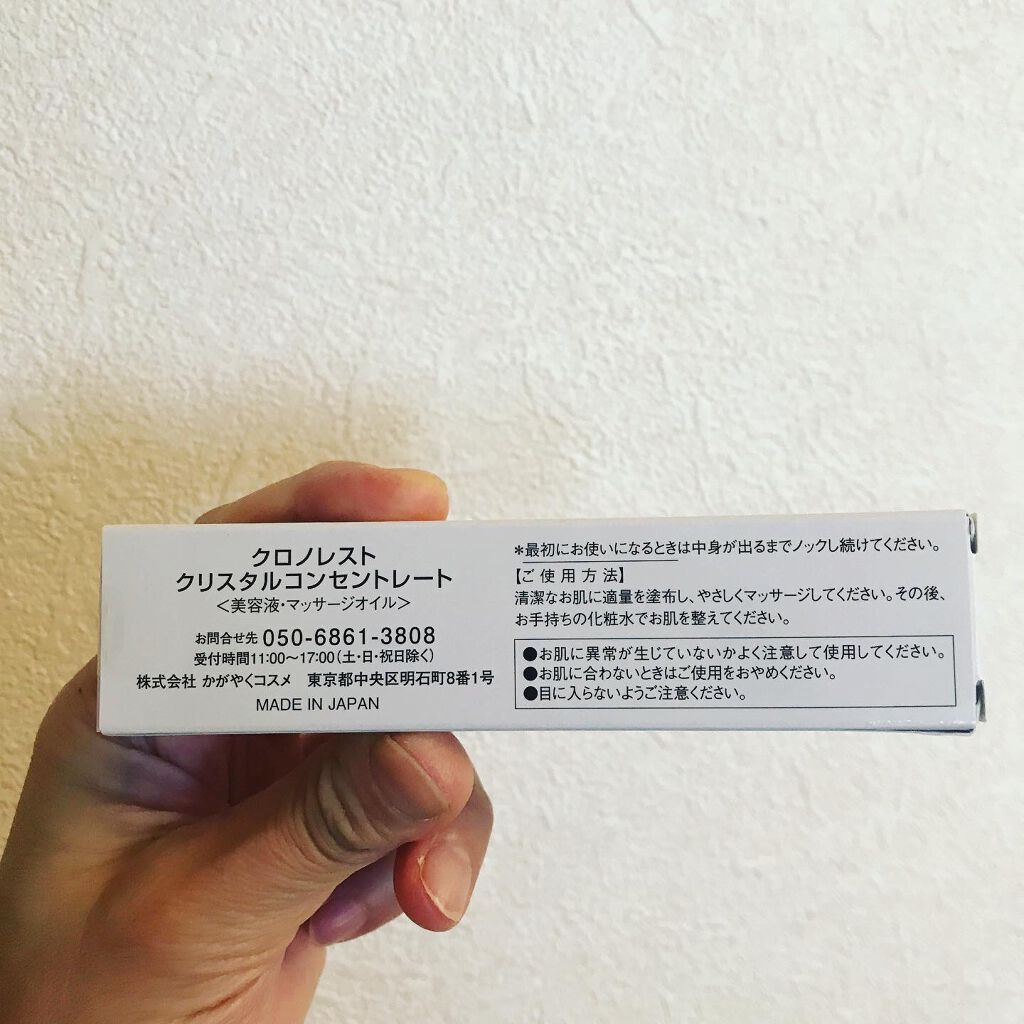 クロノレスト
クリスタルコンセントレート
＜美容液・マッサージオイル＞
お問合せ先 050-6861-3808
受付時間11:00〜17:00（土・日・祝日除く）
株式会社 かがやくコスメ　東京都中央区明石町8番1号
MADE IN JAPAN
＊最初にお使いになるときは中身が出るまでノックし続けてください。
【ご使用方法】
清潔なお肌に適量を塗布し、やさしくマッサージしてください。その後、
お手持ちの化粧水でお肌を整えてください。
●お肌に異常が生じていないかよく注意して使用してください。
●お肌に合わないときはご使用をおやめください。
●目に入らないようご注意ください。